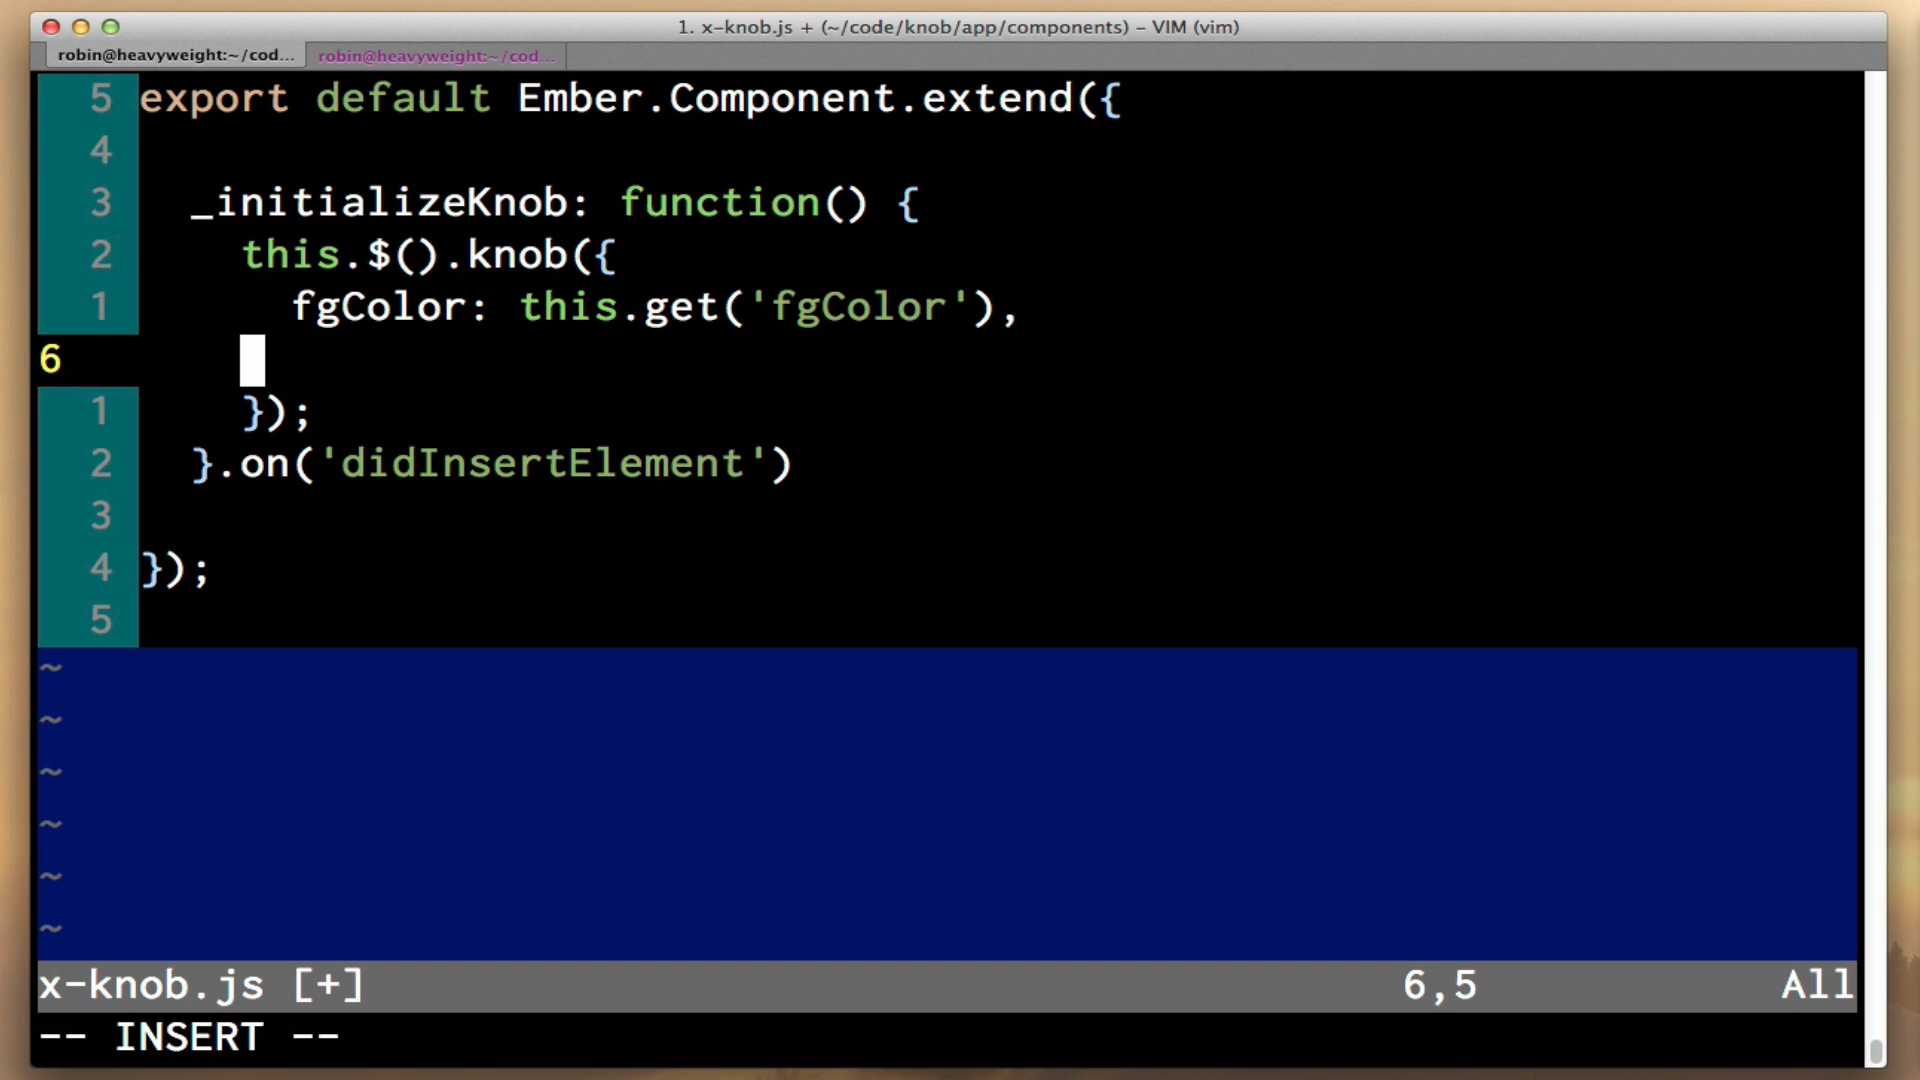 1. x-knob.js + (~/code/knob/app/components) – VIM (vim)
robin@heavyweight:~/cod... robin@heavyweight:~/cod...
5 export default Ember.Component.extend({
4
3 _initializeKnob: function() {
2 this.$().knob({
1 fgColor: this.get('fgColor'),
6
1 });
2 }.on('didInsertElement')
3
4 });
5
~
~
~
~
~
~
x-knob.js [+] 6,5 All
-- INSERT --